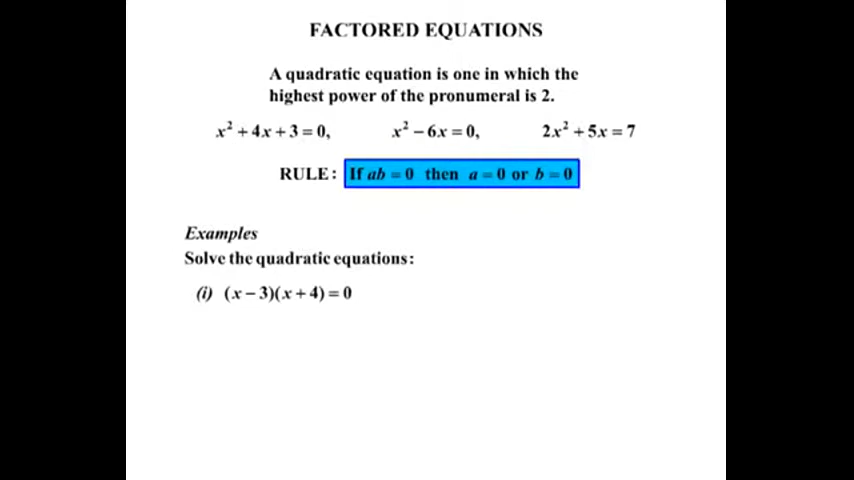 FACTORED EQUATIONS
A quadratic equation is one in which the
highest power of the pronumeral is 2.
x² + 4x + 3 = 0, x² − 6x = 0, 2x² + 5x = 7
RULE: If ab = 0 then a = 0 or b = 0
Examples
Solve the quadratic equations:
(i) (x − 3)(x + 4) = 0